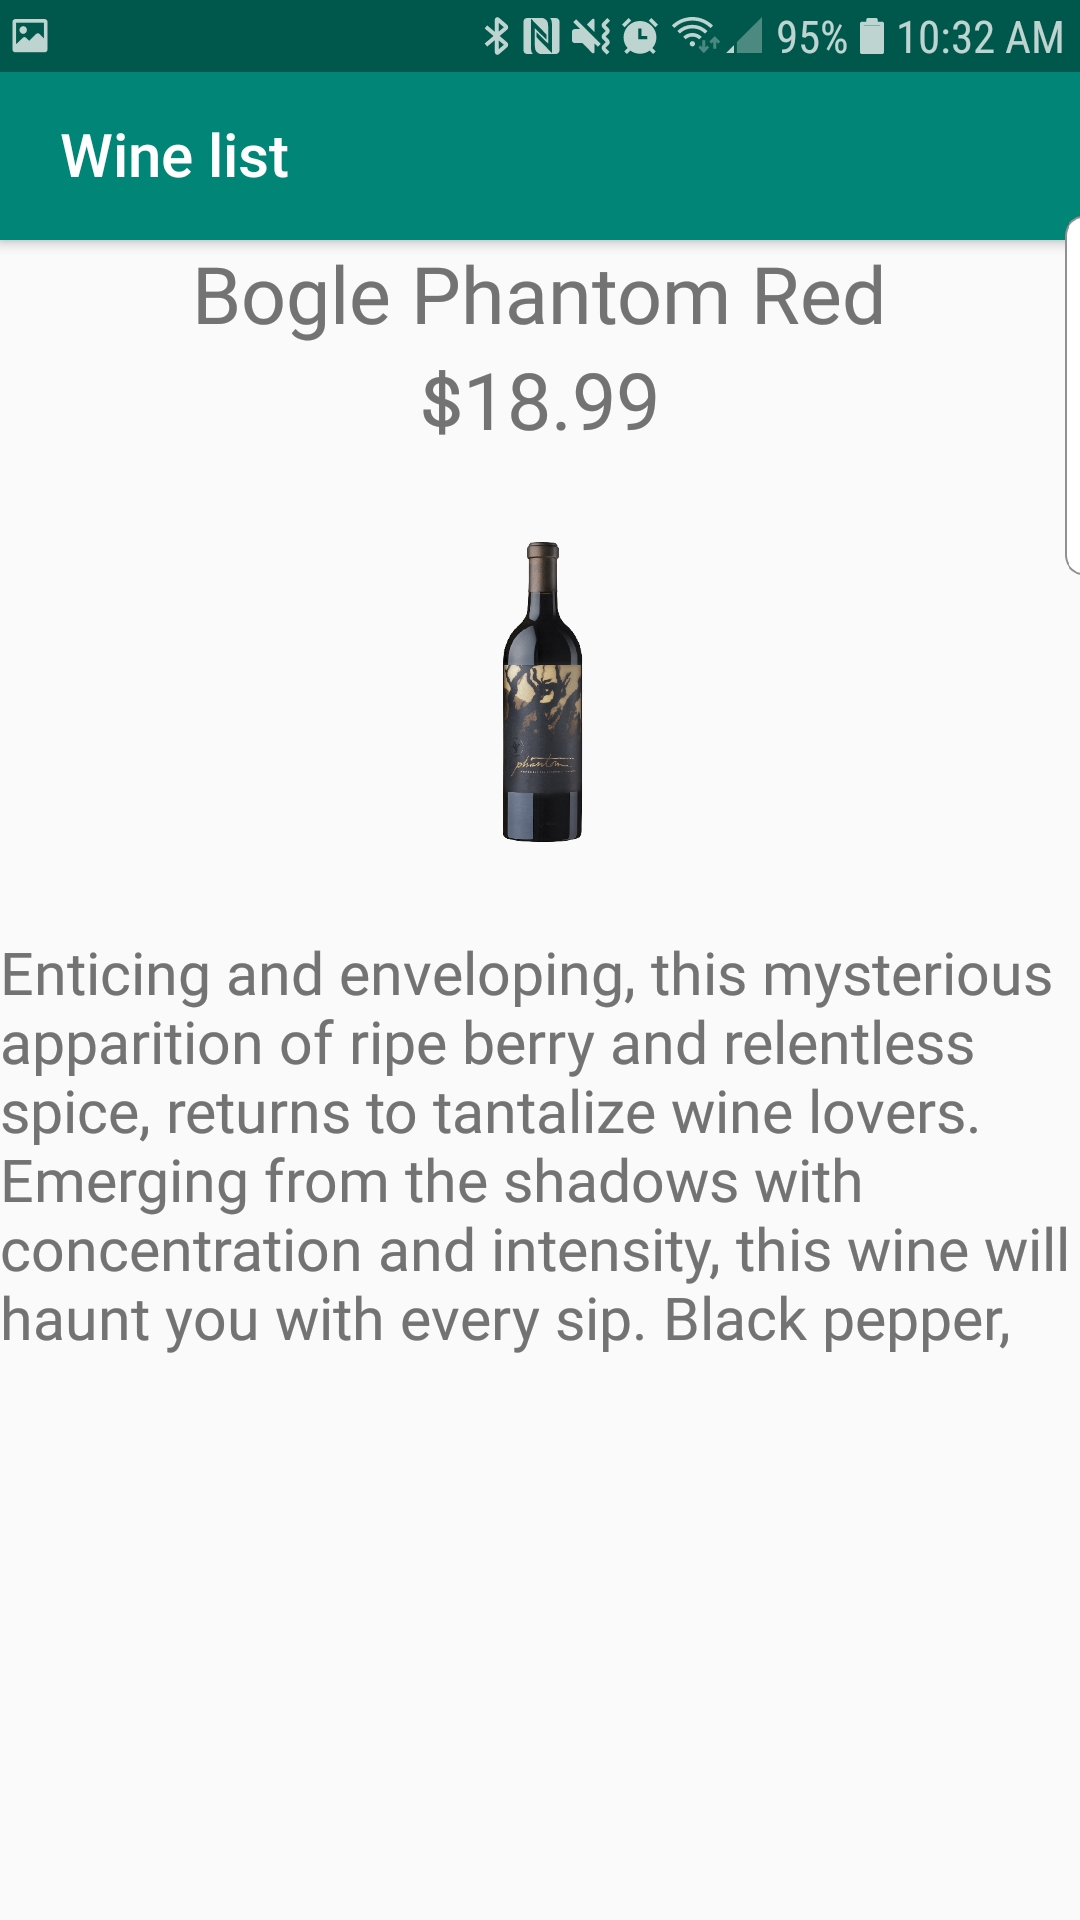 95% 10:32 AM
Wine list
Bogle Phantom Red
$18.99
phantom
Enticing and enveloping, this mysterious
apparition of ripe berry and relentless
spice, returns to tantalize wine lovers.
Emerging from the shadows with
concentration and intensity, this wine will
haunt you with every sip. Black pepper,